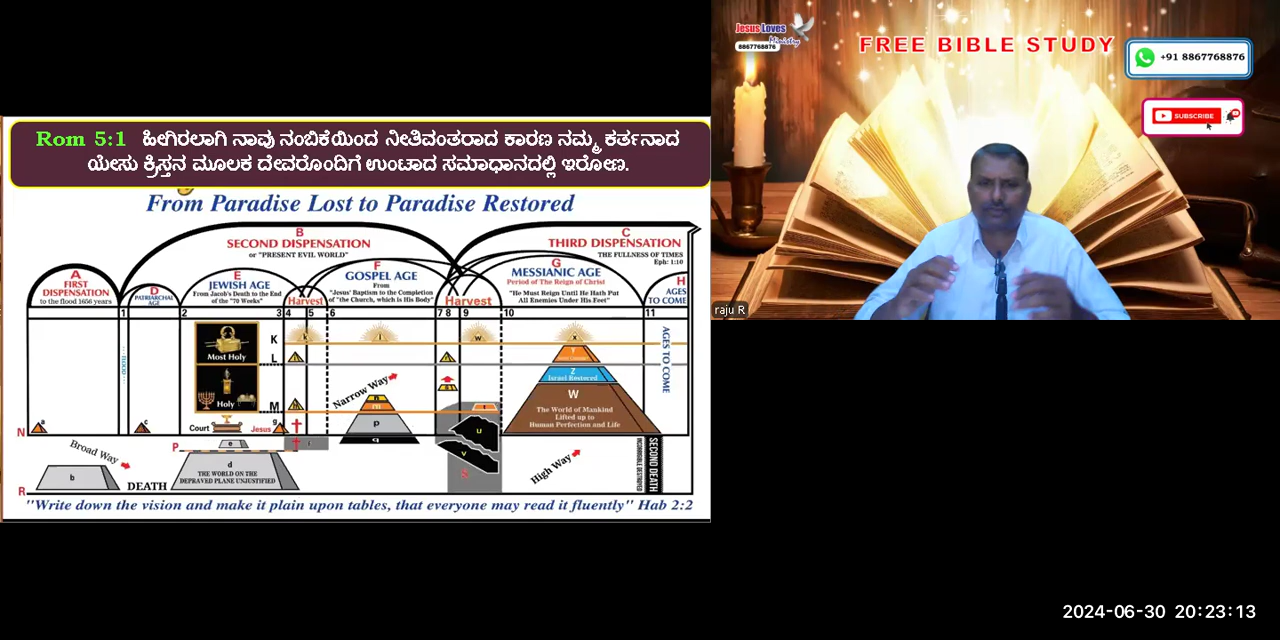 Rom 5:1 ಹೀಗಿರಲಾಗಿ ನಾವು ನಂಬಿಕೆಯಿಂದ ನೀತಿವಂತರಾದ ಕಾರಣ ನಮ್ಮ ಕರ್ತನಾದ
ಯೇಸು ಕ್ರಿಸ್ತನ ಮೂಲಕ ದೇವರೊಂದಿಗೆ ಉಂಟಾದ ಸಮಾಧಾನದಲ್ಲಿ ಇರೋಣ.
From Paradise Lost to Paradise Restored
A
FIRST
DISPENSATION
to the flood 1656 years
B
SECOND DISPENSATION
or "PRESENT EVIL WORLD"
C
THIRD DISPENSATION
THE FULLNESS OF TIMES
Eph: 1:10
D
PATRIARCHAL
AGE
E
JEWISH AGE
From Jacob's Death to the End
of the "70 Weeks"
Harvest
F
GOSPEL AGE
From
"Jesus' Baptism to the Completion
of "the Church, which is His Body"
Harvest
G
MESSIANIC AGE
Period of The Reign of Christ
"He Must Reign Until He Hath Put
All Enemies Under His Feet"
H
AGES
TO COME
1 2 3 4 5 6 7 8 9 10 11
FLOOD
K
L
M
N
P
R
Most Holy
Holy
Court
Jesus
g
a
c
k
l
w
x
Narrow Way
n
m
p
q
t
U
V
Z
Israel Restored
W
The World of Mankind
Lifted up to
Human Perfection and Life
AGES TO COME
Broad Way
b
DEATH
e
d
THE WORLD ON THE
DEPRAVED PLANE UNJUSTIFIED
High Way
INCORRIGIBLE DESTROYED
SECOND DEATH
"Write down the vision and make it plain upon tables, that everyone may read it fluently" Hab 2:2
Jesus Loves
Ministry
8867768876
FREE BIBLE STUDY
+91 8867768876
SUBSCRIBE
raju R
2024-06-30 20:23:13